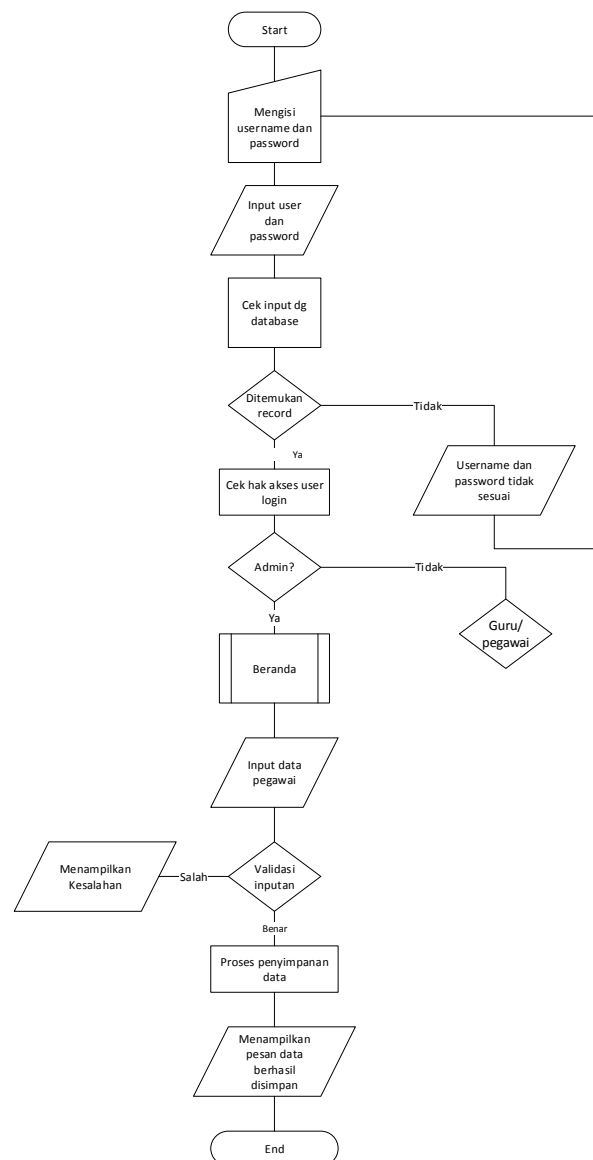 Start
Mengisi
username dan
password
Input user
dan
password
Cek input dg
database
Ditemukan
record
Tidak
Ya
Username dan
password tidak
sesuai
Cek hak akses user
login
Admin?
Tidak
Ya
Guru/
pegawai
Beranda
Input data
pegawai
Validasi
inputan
Salah
Menampilkan
Kesalahan
Benar
Proses penyimpanan
data
Menampilkan
pesan data
berhasil
disimpan
End